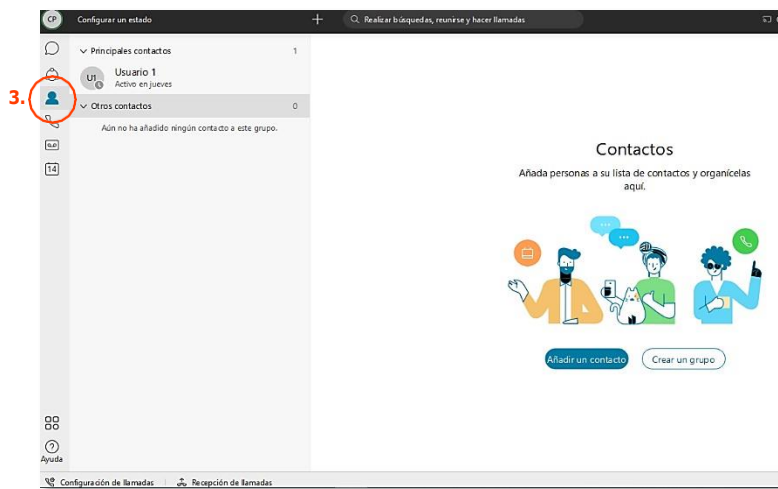 CP Configurar un estado
Realizar búsquedas, reunirse y hacer llamadas
Principales contactos 1
U1 Usuario 1
Activo en jueves
3.
Otros contactos 0
Aún no ha añadido ningún contacto a este grupo.
14
Contactos
Añada personas a su lista de contactos y organícelas
aquí.
Añadir un contacto Crear un grupo
Ayuda
Configuración de llamadas Recepción de llamadas